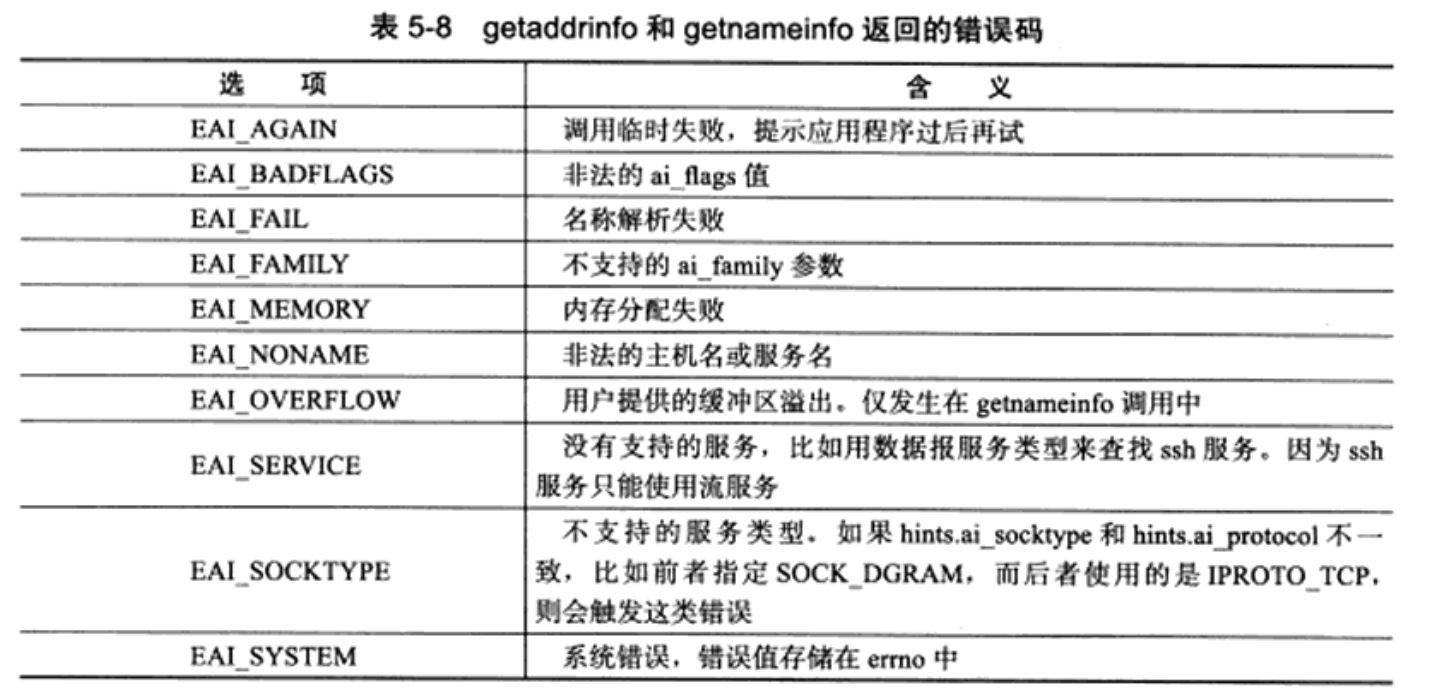 表 5-8 getaddrinfo 和 getnameinfo 返回的错误码
选 项 含 义
EAI_AGAIN 调用临时失败，提示应用程序过后再试
EAI_BADFLAGS 非法的 ai_flags 值
EAI_FAIL 名称解析失败
EAI_FAMILY 不支持的 ai_family 参数
EAI_MEMORY 内存分配失败
EAI_NONAME 非法的主机名或服务名
EAI_OVERFLOW 用户提供的缓冲区溢出。仅发生在 getnameinfo 调用中
EAI_SERVICE 没有支持的服务，比如用数据报服务类型来查找 ssh 服务。因为 ssh
服务只能使用流服务
不支持的服务类型。如果 hints.ai_socktype 和 hints.ai_protocol 不一
EAI_SOCKTYPE 致，比如前者指定 SOCK_DGRAM，而后者使用的是 IPROTO_TCP，
则会触发这类错误
EAI_SYSTEM 系统错误，错误值存储在 errno 中